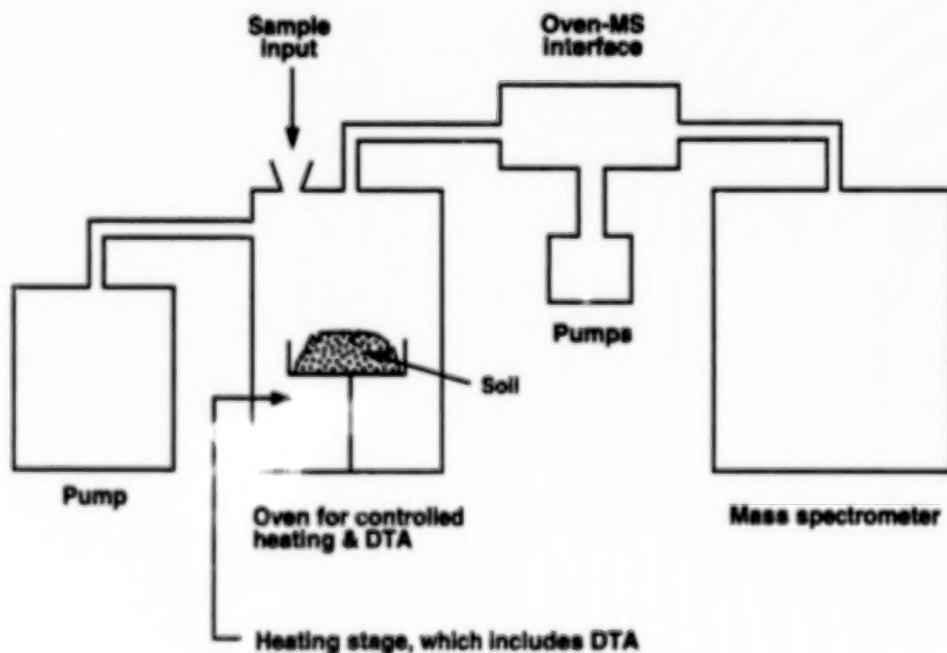 Sample
input
Oven-MS
interface
Pumps
Soil
Pump
Oven for controlled
heating & DTA
Mass spectrometer
Heating stage, which includes DTA